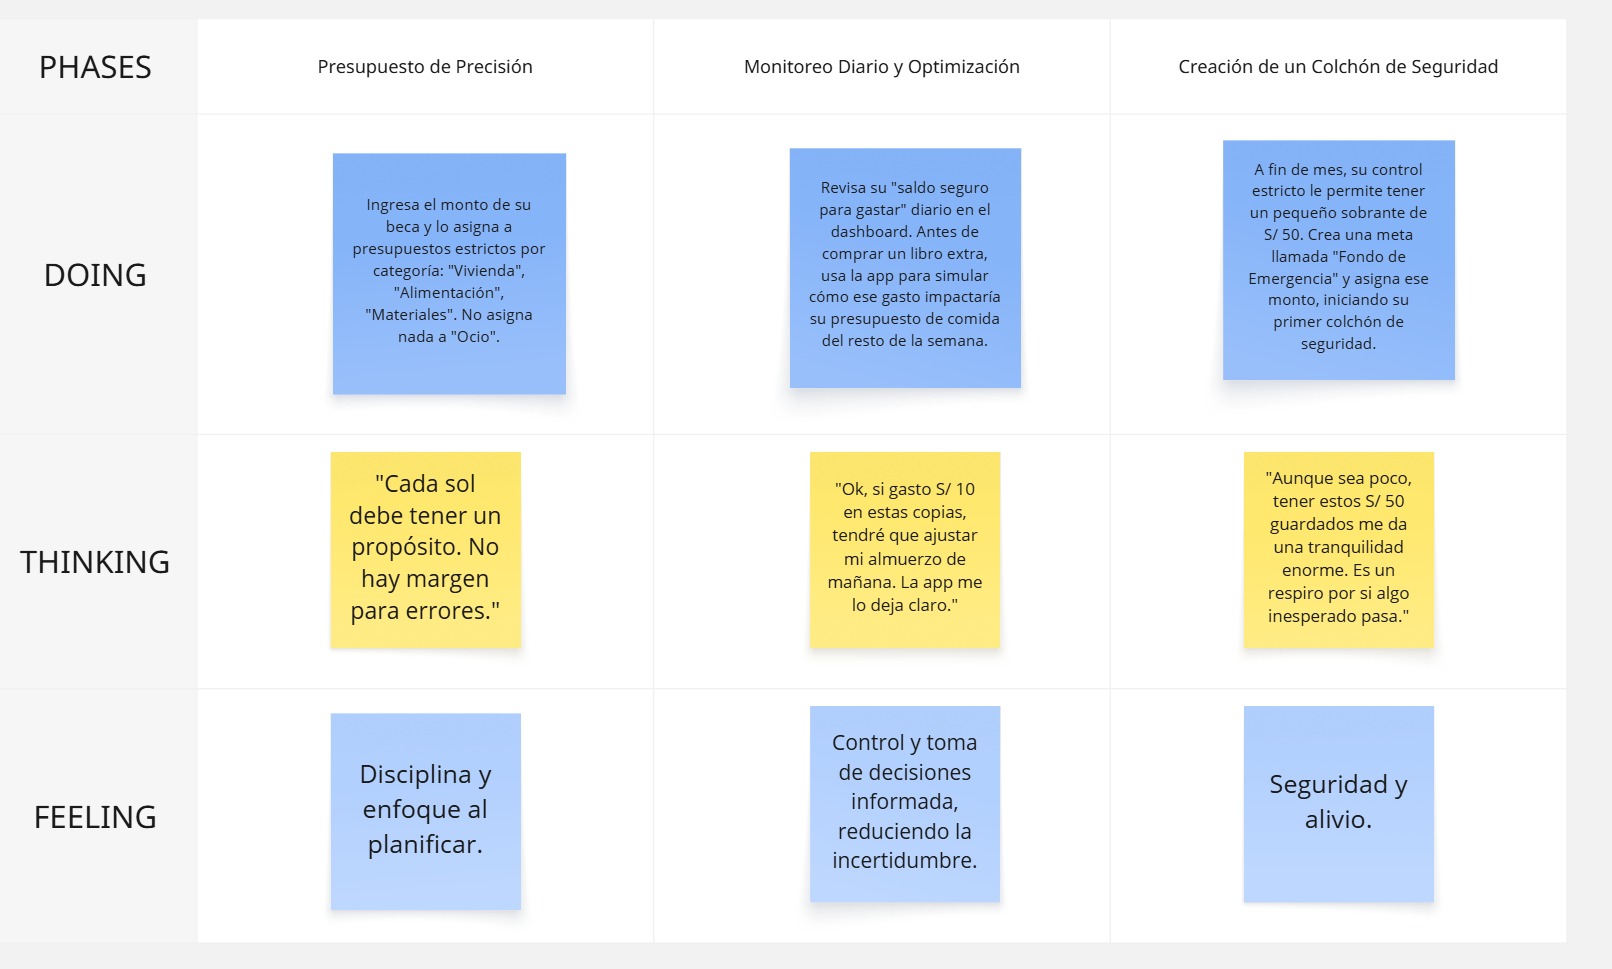 PHASES
Presupuesto de Precisión
Monitoreo Diario y Optimización
Creación de un Colchón de Seguridad
DOING
Ingresa el monto de su
beca y lo asigna a
presupuestos estrictos por
categoría: "Vivienda",
"Alimentación",
"Materiales". No asigna
nada a "Ocio".
Revisa su "saldo seguro
para gastar" diario en el
dashboard. Antes de
comprar un libro extra,
usa la app para simular
cómo ese gasto impactaría
su presupuesto de comida
del resto de la semana.
A fin de mes, su control
estricto le permite tener
un pequeño sobrante de
S/ 50. Crea una meta
llamada "Fondo de
Emergencia" y asigna ese
monto, iniciando su
primer colchón de
seguridad.
THINKING
"Cada sol
debe tener un
propósito. No
hay margen
para errores."
"Ok, si gasto S/ 10
en estas copias,
tendré que ajustar
mi almuerzo de
mañana. La app me
lo deja claro."
"Aunque sea poco,
tener estos S/ 50
guardados me da
una tranquilidad
enorme. Es un
respiro por si algo
inesperado pasa."
FEELING
Disciplina y
enfoque al
planificar.
Control y toma
de decisiones
informada,
reduciendo la
incertidumbre.
Seguridad y
alivio.